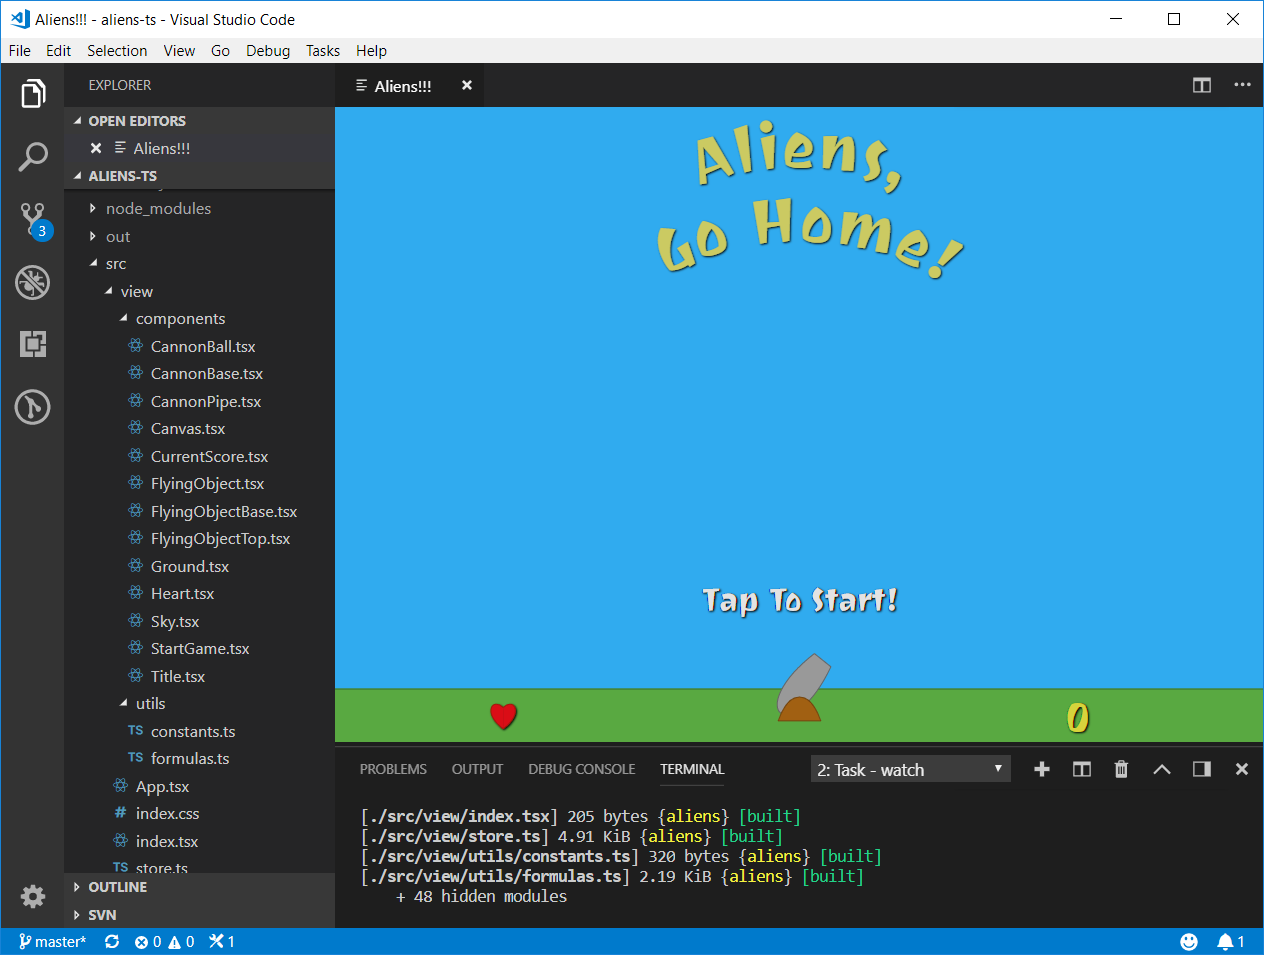 Aliens!!! - aliens-ts - Visual Studio Code
File Edit Selection View Go Debug Tasks Help
EXPLORER
OPEN EDITORS
Aliens!!!
ALIENS-TS
node_modules
out
src
view
components
CannonBall.tsx
CannonBase.tsx
CannonPipe.tsx
Canvas.tsx
CurrentScore.tsx
FlyingObject.tsx
FlyingObjectBase.tsx
FlyingObjectTop.tsx
Ground.tsx
Heart.tsx
Sky.tsx
StartGame.tsx
Title.tsx
utils
TS constants.ts
TS formulas.ts
App.tsx
# index.css
index.tsx
TS store.ts
OUTLINE
SVN
3
Aliens!!!
Aliens,
Go Home!
Tap To Start!
0
PROBLEMS OUTPUT DEBUG CONSOLE TERMINAL 2: Task - watch
[./src/view/index.tsx] 205 bytes {aliens} [built]
[./src/view/store.ts] 4.91 KiB {aliens} [built]
[./src/view/utils/constants.ts] 320 bytes {aliens} [built]
[./src/view/utils/formulas.ts] 2.19 KiB {aliens} [built]
+ 48 hidden modules
master* 0 0 1 1